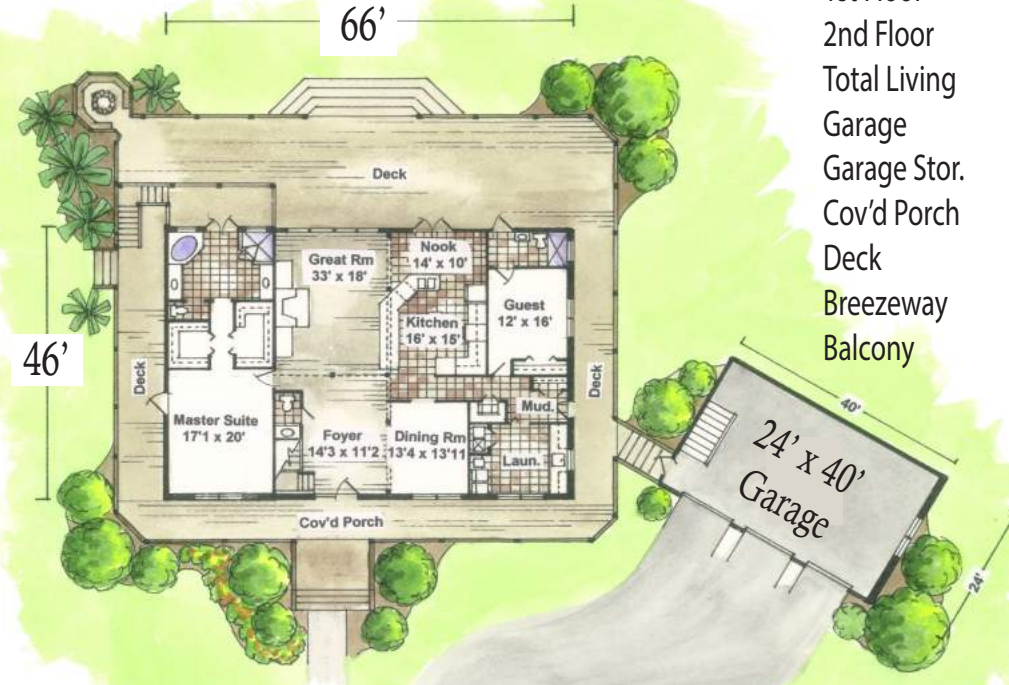 66'
2nd Floor
Total Living
Garage
Garage Stor.
Cov'd Porch
Deck
Breezeway
Balcony
Deck
Great Rm
33' x 18'
Nook
14' x 10'
Guest
12' x 16'
Kitchen
16' x 15'
46'
Deck
Deck
Master Suite
17'1 x 20'
Foyer
14'3 x 11'2
Dining Rm
13'4 x 13'11
Mud.
Laun.
Cov'd Porch
40'
24' x 40'
Garage
24'